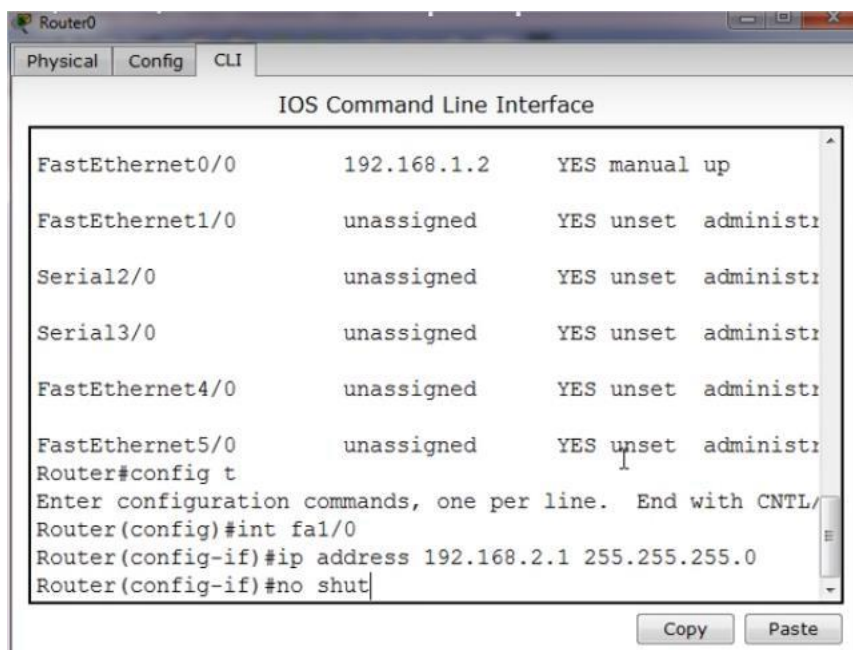 Router0
Physical Config CLI
IOS Command Line Interface
FastEthernet0/0 192.168.1.2 YES manual up
FastEthernet1/0 unassigned YES unset administr
Serial2/0 unassigned YES unset administr
Serial3/0 unassigned YES unset administr
FastEthernet4/0 unassigned YES unset administr
FastEthernet5/0 unassigned YES unset administr
Router#config t
Enter configuration commands, one per line. End with CNTL/
Router(config)#int fa1/0
Router(config-if)#ip address 192.168.2.1 255.255.255.0
Router(config-if)#no shut
Copy Paste